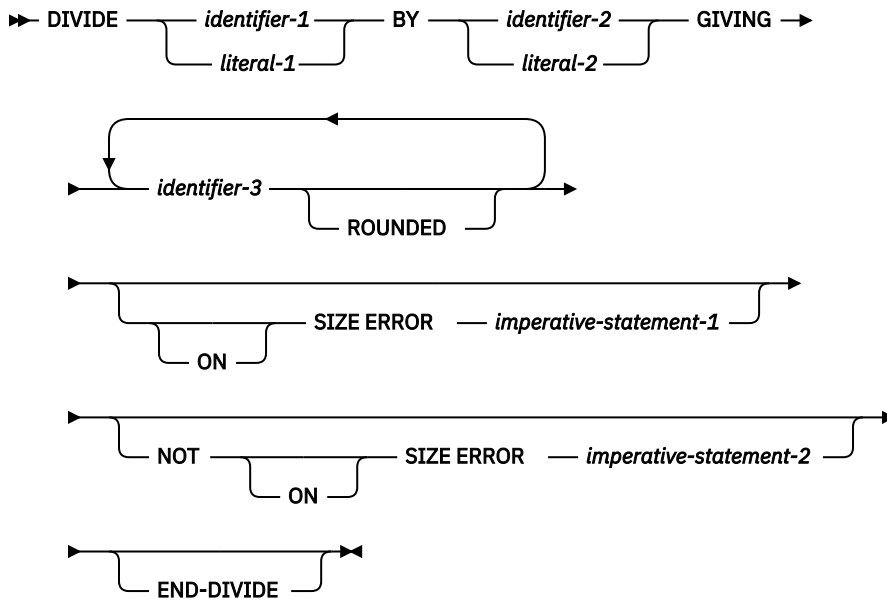 DIVIDE identifier-1 BY identifier-2 GIVING
literal-1 literal-2
identifier-3
ROUNDED
SIZE ERROR imperative-statement-1
ON
NOT SIZE ERROR imperative-statement-2
ON
END-DIVIDE